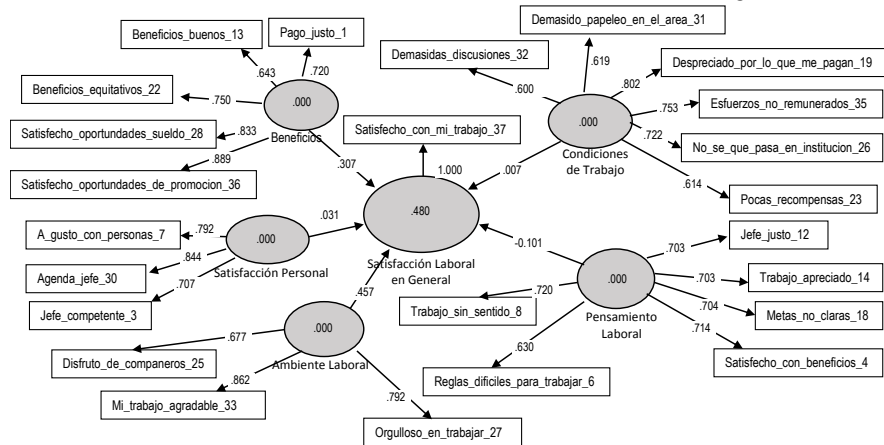 Demasido_papeleo_en_el_area_31
Beneficios_buenos_13
Pago_justo_1
Demasidas_discusiones_32
Despreciado_por_lo_que_me_pagan_19
.643
.720
.619
.802
Beneficios_equitativos_22
.750
.000
.600
.753
Esfuerzos_no_remunerados_35
Satisfecho_oportundades_sueldo_28
.833
Beneficios
Satisfecho_con_mi_trabajo_37
.000
.722
No_se_que_pasa_en_institucion_26
.889
.307
1.000
.007
Condiciones
de Trabajo
.614
Satisfecho_oportundades_de_promocion_36
Pocas_recompensas_23
.480
A_gusto_con_personas_7
.792
.031
-0.101
.703
Jefe_justo_12
.844
.000
Agenda_jefe_30
Satisfacción Personal
Satisfacción Laboral
en General
.000
.703
Trabajo_apreciado_14
.707
.457
.720
.704
Jefe_competente_3
Trabajo_sin_sentido_8
Pensamiento
Laboral
Metas_no_claras_18
.677
.000
.714
Disfruto_de_companeros_25
Ambiente Laboral
.630
Satisfecho_con_beneficios_4
.862
.792
Reglas_dificiles_para_trabajar_6
Mi_trabajo_agradable_33
Orgulloso_en_trabajar_27